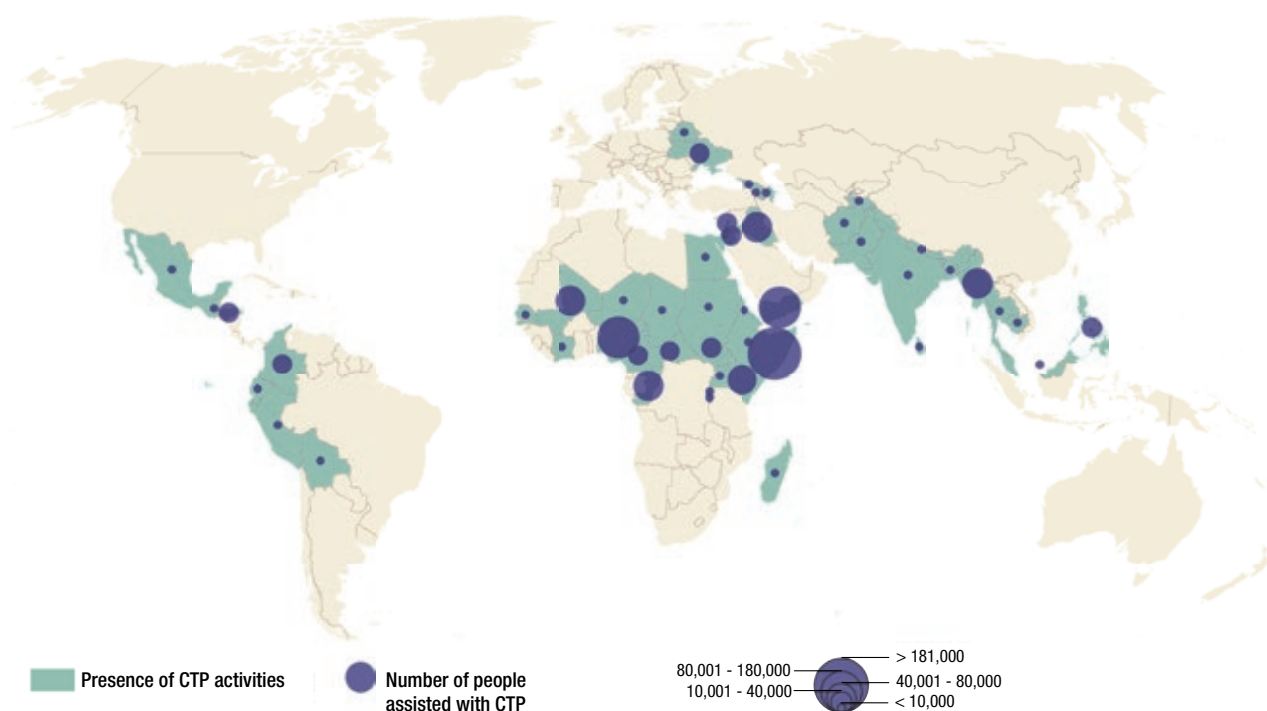 Presence of CTP activities
Number of people
assisted with CTP
> 181,000
80,001 - 180,000
40,001 - 80,000
10,001 - 40,000
< 10,000